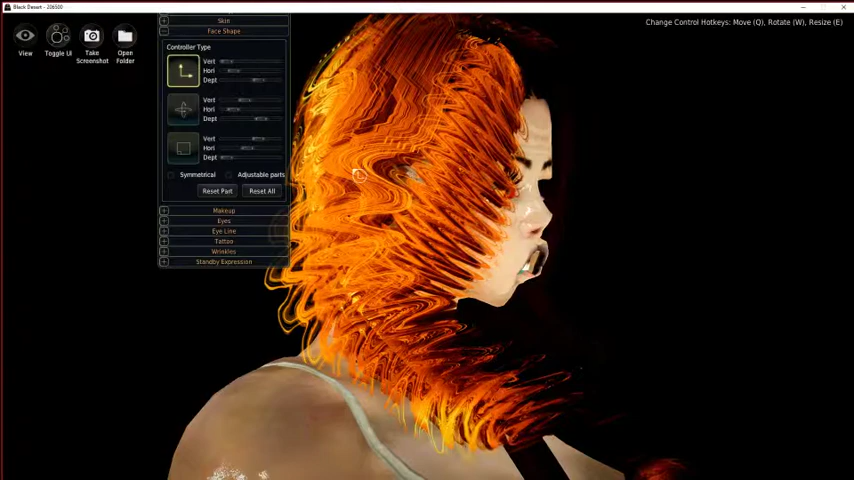 Black Desert - 206500
Change Control Hotkeys: Move (Q), Rotate (W), Resize (E)
View
Toggle UI
Take Screenshot
Open Folder
Skin
Face Shape
Controller Type
Vert
Hori
Dept
Vert
Hori
Dept
Vert
Hori
Dept
Symmetrical
Adjustable parts
Reset Part
Reset All
Makeup
Eyes
Eye Line
Tattoo
Wrinkles
Standby Expression